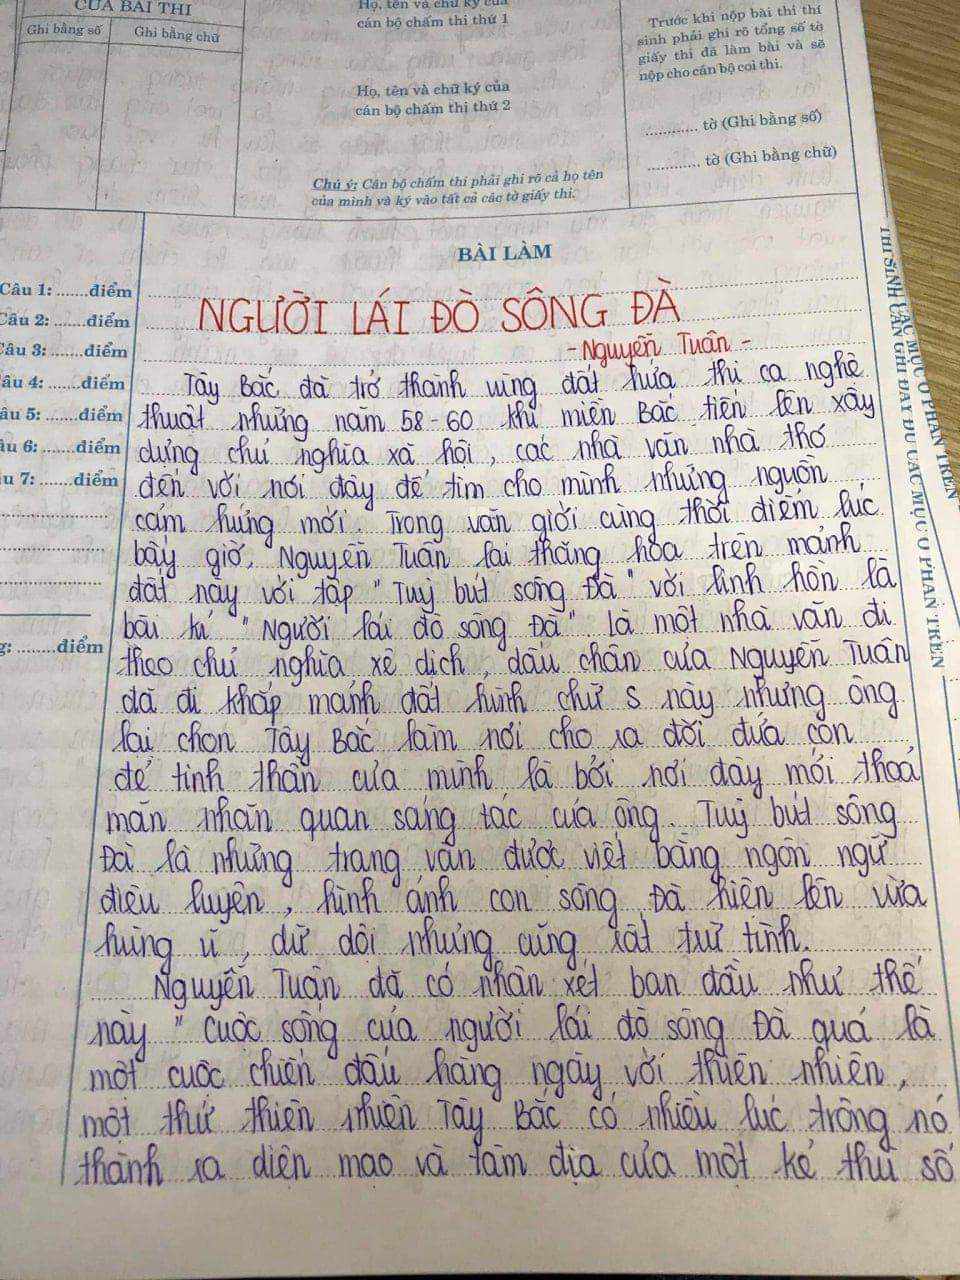 CỦA BÀI THI
Ghi bằng số
Ghi bằng chữ
Họ, tên và chữ ký của
cán bộ chấm thi thứ 1
Họ, tên và chữ ký của
cán bộ chấm thi thứ 2
Chú ý: Cán bộ chấm thi phải ghi rõ cả họ tên
của mình và ký vào tất cả các tờ giấy thi.
Trước khi nộp bài thi thí
sinh phải ghi rõ tổng số tờ
giấy thi đã làm bài và sẽ
nộp cho cán bộ coi thi.
............. tờ (Ghi bằng số)
............. tờ (Ghi bằng chữ)
BÀI LÀM
Câu 1: .......điểm
Câu 2: .......điểm
Câu 3: .......điểm
âu 4: .......điểm
âu 5: .......điểm
âu 6: .......điểm
u 7: .......điểm
g: ........điểm
NGƯỜI LÁI ĐÒ SÔNG ĐÀ
- Nguyễn Tuân -
Tây Bắc đã trở thành vùng đất hứa thi ca nghệ
thuật những năm 58-60 khi miền Bắc tiến lên xây
dựng chủ nghĩa xã hội, các nhà văn nhà thơ
đến với nơi đây để tìm cho mình những nguồn
cảm hứng mới. Trong văn giới cùng thời điểm lúc
bấy giờ, Nguyễn Tuân lại thăng hoa trên mảnh
đất này với tập "Tuỳ bút sông Đà" với linh hồn là
bài kí "Người lái đò sông Đà". Là một nhà văn đi
theo chủ nghĩa xê dịch, dấu chân của Nguyễn Tuân
đã đi khắp mảnh đất hình chữ S này nhưng ông
lại chọn Tây Bắc làm nơi cho ra đời đứa con
đẻ tinh thần của mình là bởi nơi đây mới thoả
mãn nhãn quan sáng tác của ông. Tuỳ bút sông
Đà là những trang văn được viết bằng ngôn ngữ
điêu luyện, hình ảnh con sông Đà hiện lên vừa
hùng vĩ, dữ dội nhưng cũng rất trữ tình.
Nguyễn Tuân đã có nhận xét ban đầu như thế
này "Cuộc sống của người lái đò sông Đà quả là
một cuộc chiến đấu hàng ngày với thiên nhiên,
một thứ thiên nhiên Tây Bắc có nhiều lúc trông nó
thành ra diện mạo và tâm địa của một kẻ thù số
THÍ SINH CẦN GHI ĐẦY ĐỦ CÁC MỤC Ở PHẦN TRÊN